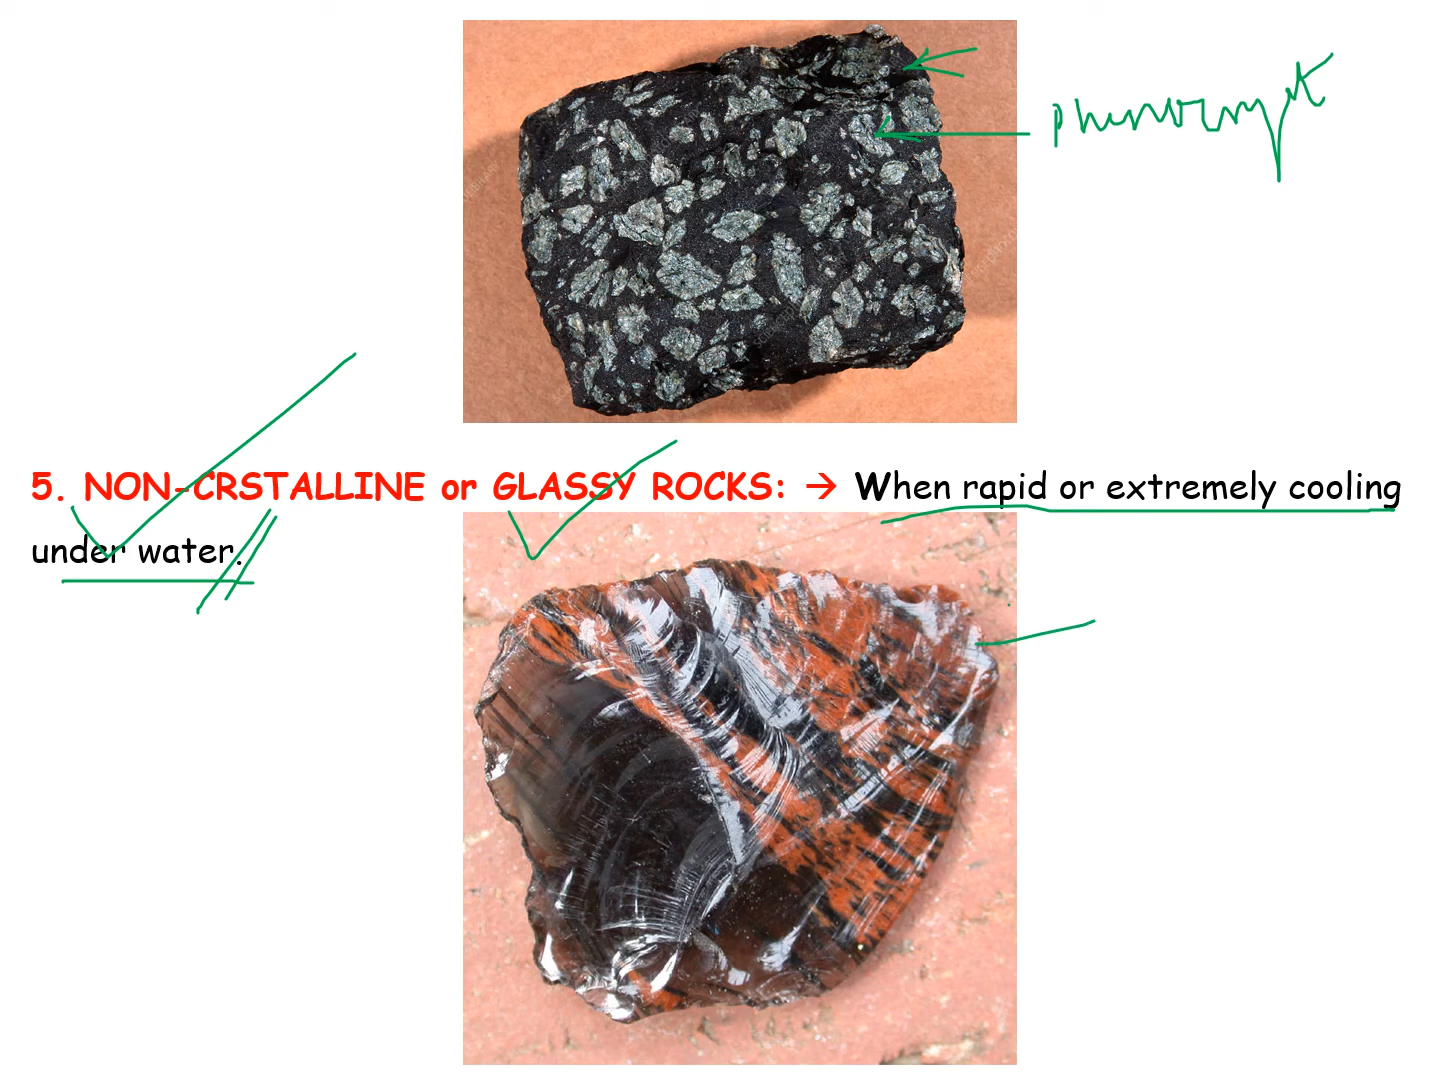 phenocryst
5. NON-CRSTALLINE or GLASSY ROCKS: → When rapid or extremely cooling
under water.